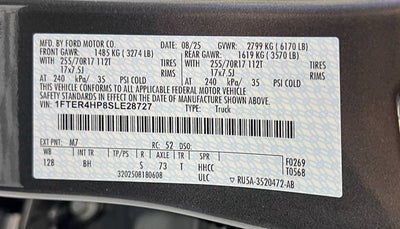 MFD. BY FORD MOTOR CO.
DATE: 08/25 GVWR: 2799 KG ( 6170 LB)
FRONT GAWR: 1485 KG ( 3274 LB) REAR GAWR: 1619 KG ( 3570 LB)
WITH 255/70R17 112T TIRES WITH 255/70R17 112T TIRES
17x7.5J RIMS 17x7.5J RIMS
AT 240 kPa/ 35 PSI COLD AT 240 kPa/ 35 PSI COLD
THIS VEHICLE CONFORMS TO ALL APPLICABLE FEDERAL MOTOR VEHICLE
SAFETY STANDARDS IN EFFECT ON THE DATE OF MANUFACTURE SHOWN ABOVE.
VIN: 1FTER4HP8SLE28727
TYPE: Truck
EXT PNT: M7 RC: 52 DSO:
WB BRK INT TR TP/PS R AXLE TR SPR
128 BH S 73 T HHCC
ULC
F0269
T0568
3202508180608
RU5A-3520472-AB